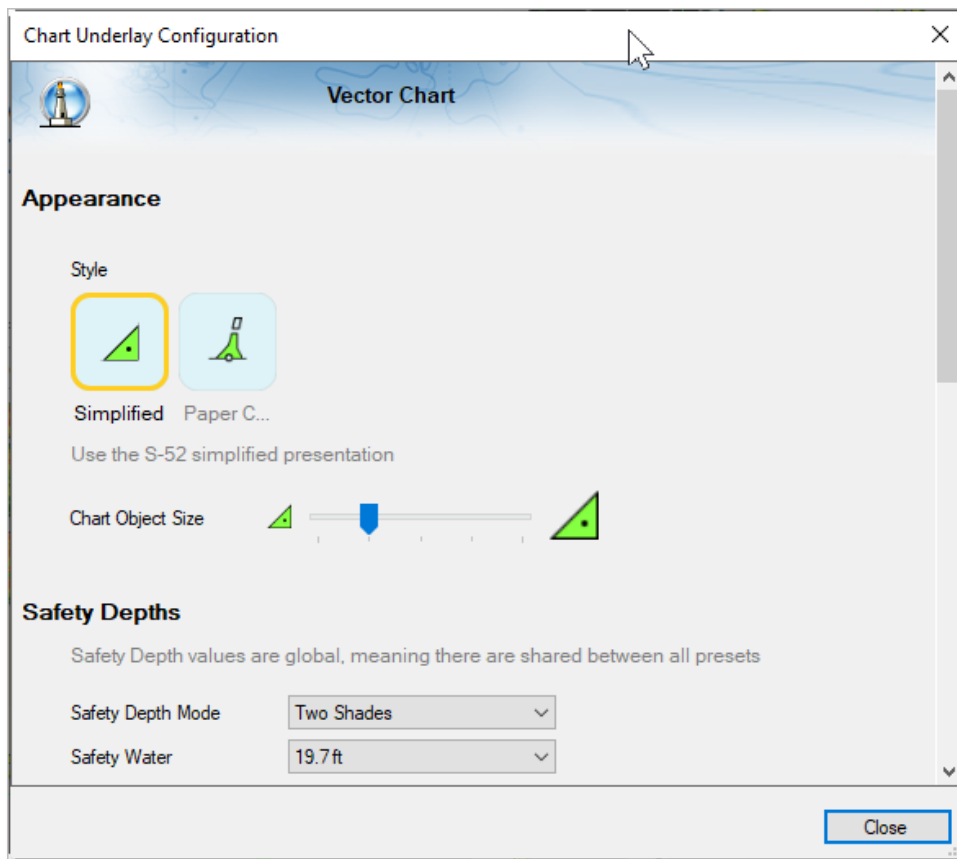 Chart Underlay Configuration
Vector Chart
Appearance
Style
Simplified Paper C...
Use the S-52 simplified presentation
Chart Object Size
Safety Depths
Safety Depth values are global, meaning there are shared between all presets
Safety Depth Mode Two Shades
Safety Water 19.7 ft
Close